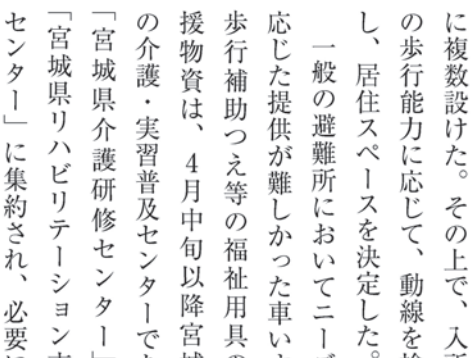 に複数設けた。その上で、入
の歩行能力に応じて、動線を
し、居住スペースを決定した。
一般の避難所においてニー
応じた提供が難しかった車い
歩行補助つえ等の福祉用具の
援物資は、4月中旬以降宮城
の介護・実習普及センターで
「宮城県介護研修センター」
「宮城県リハビリテーション
センター」に集約され、必要に